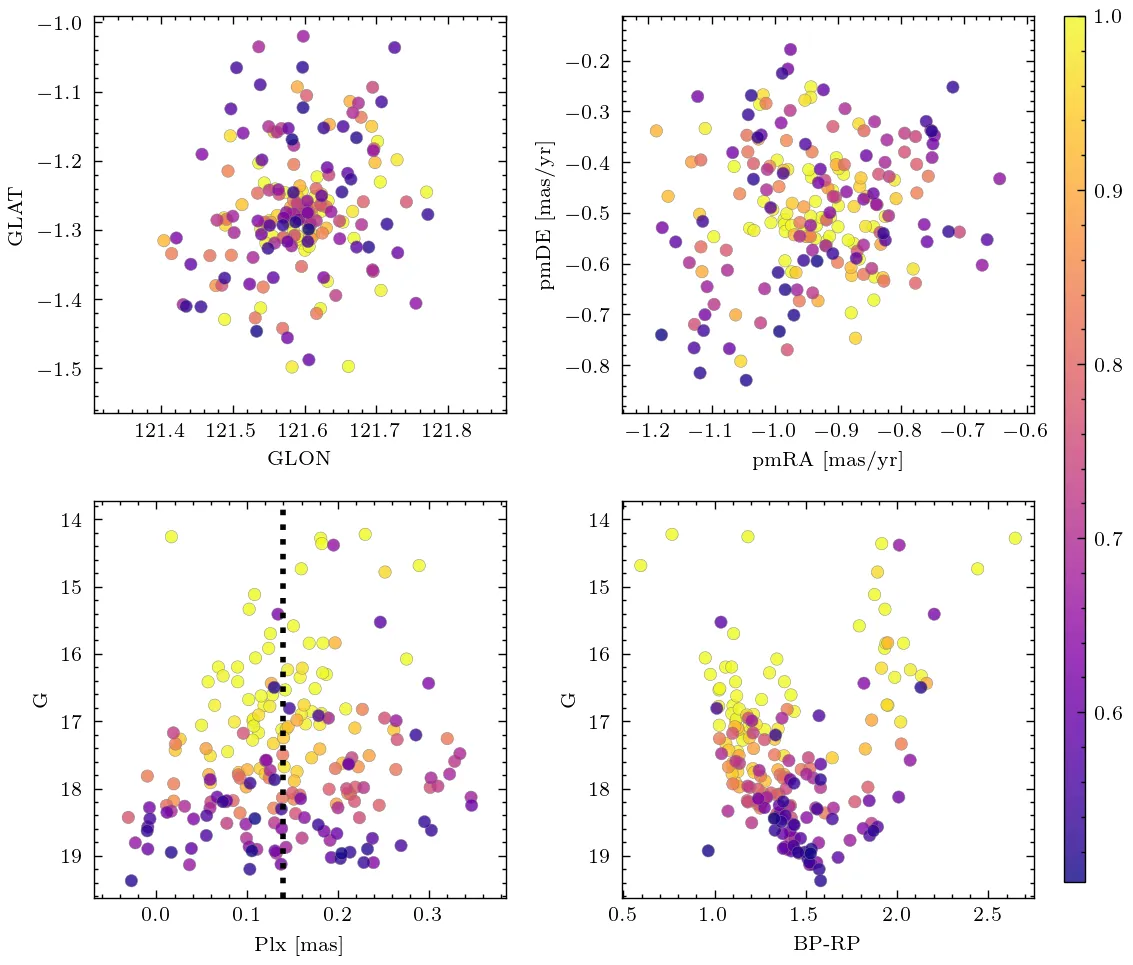 −1.0
−1.1
−1.2
−1.3
−1.4
−1.5
GLAT
121.4 121.5 121.6 121.7 121.8
GLON
−0.2
−0.3
−0.4
−0.5
−0.6
−0.7
−0.8
pmDE [mas/yr]
−1.2 −1.1 −1.0 −0.9 −0.8 −0.7 −0.6
pmRA [mas/yr]
14
15
16
17
18
19
G
0.0 0.1 0.2 0.3
Plx [mas]
14
15
16
17
18
19
G
0.5 1.0 1.5 2.0 2.5
BP-RP
1.0
0.9
0.8
0.7
0.6